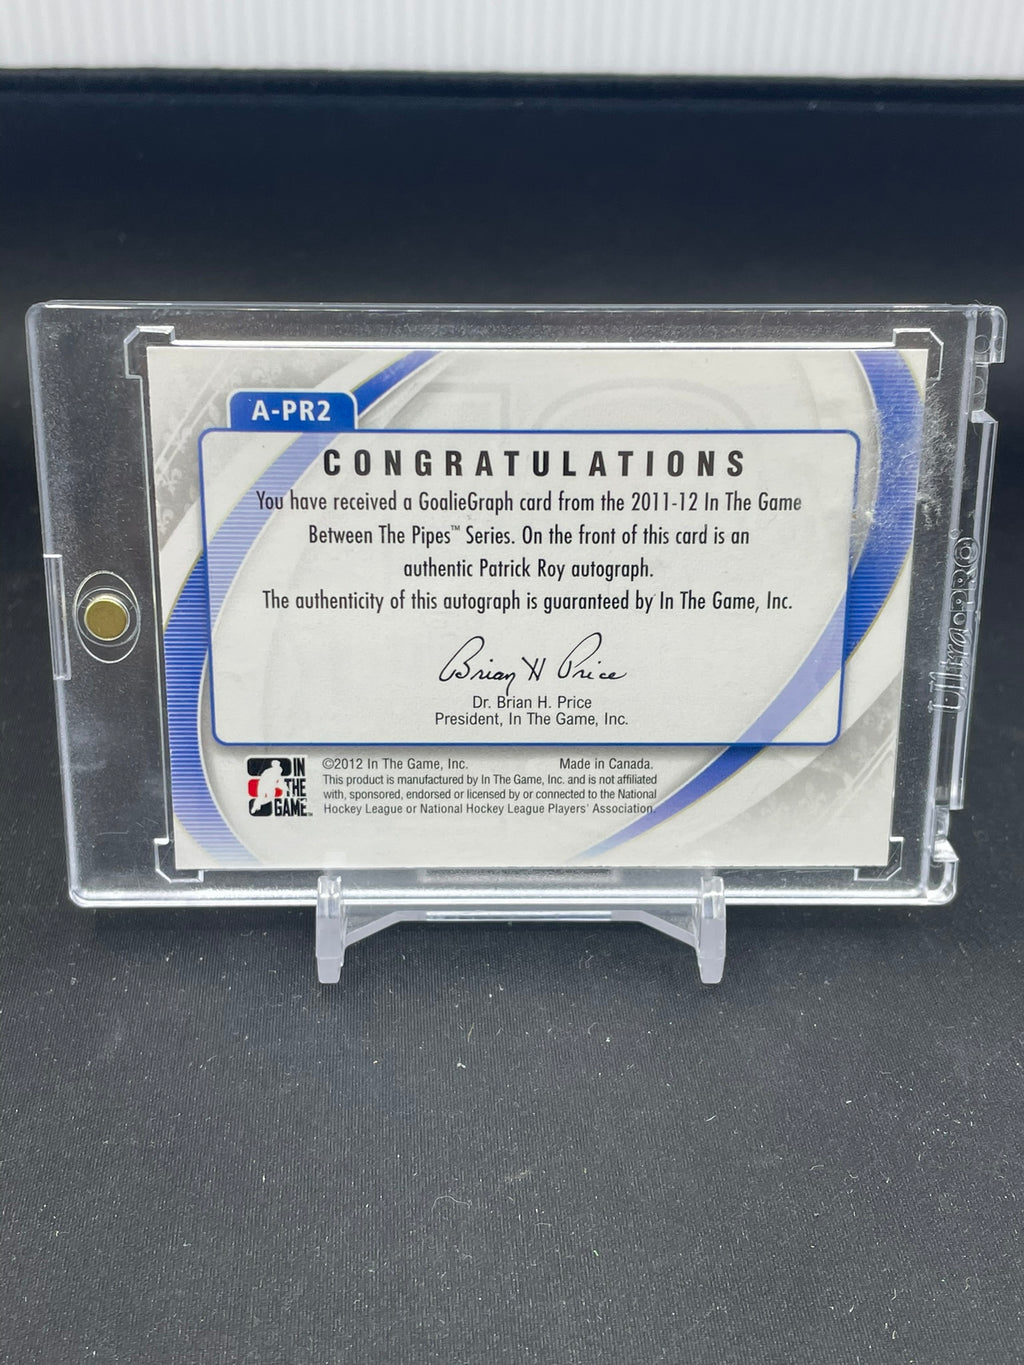 A-PR2
CONGRATULATIONS
You have received a GoalieGraph card from the 2011-12 In The Game
Between The Pipes™ Series. On the front of this card is an
authentic Patrick Roy autograph.
The authenticity of this autograph is guaranteed by In The Game, Inc.
Brian H Price
Dr. Brian H. Price
President, In The Game, Inc.
IN
THE
GAME™
©2012 In The Game, Inc. Made in Canada.
This product is manufactured by In The Game, Inc. and is not affiliated
with, sponsored, endorsed or licensed by or connected to the National
Hockey League or National Hockey League Players' Association.